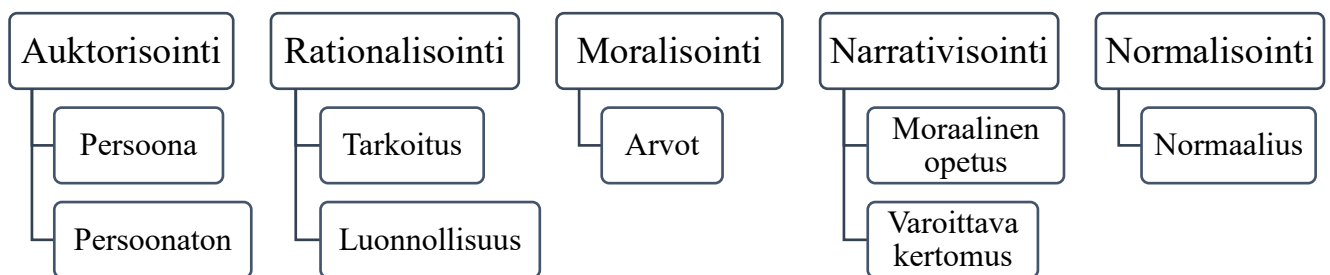 Auktorisointi
Persoona
Persoonaton
Rationalisointi
Tarkoitus
Luonnollisuus
Moralisointi
Arvot
Narrativisointi
Moraalinen
opetus
Varoittava
kertomus
Normalisointi
Normaalius